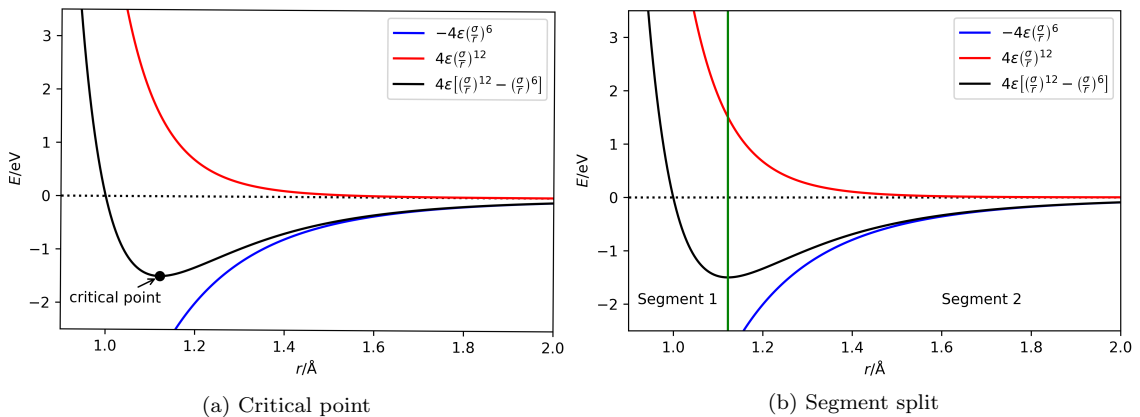 −4ε(σ/r)^6
4ε(σ/r)^12
4ε[(σ/r)^12 − (σ/r)^6]
3
2
1
0
−1
−2
E/eV
critical point
1.0 1.2 1.4 1.6 1.8 2.0
r/Å
(a) Critical point
−4ε(σ/r)^6
4ε(σ/r)^12
4ε[(σ/r)^12 − (σ/r)^6]
3
2
1
0
−1
−2
E/eV
Segment 1 Segment 2
1.0 1.2 1.4 1.6 1.8 2.0
r/Å
(b) Segment split